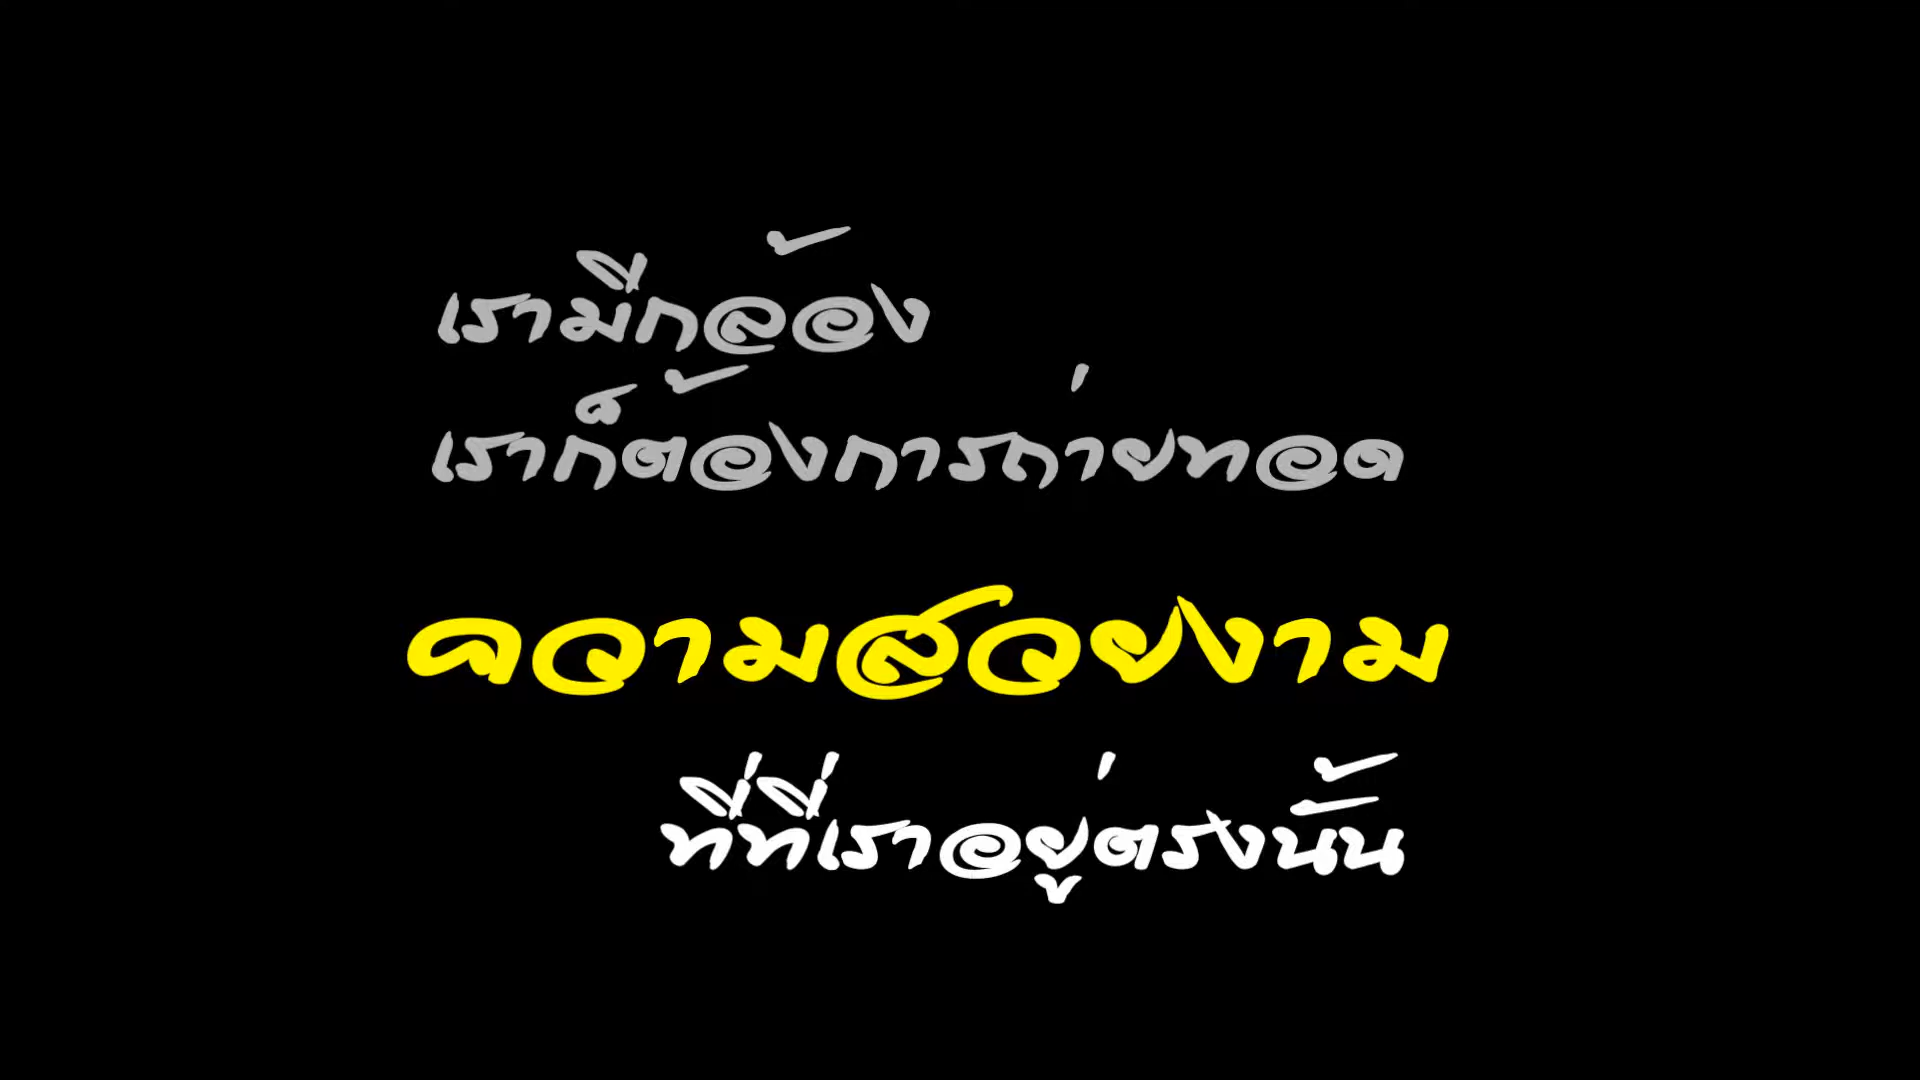 เรามีกล้อง
เราก็ต้องการถ่ายทอด
ความสวยงาม
ที่ที่เราอยู่ตรงนั้น